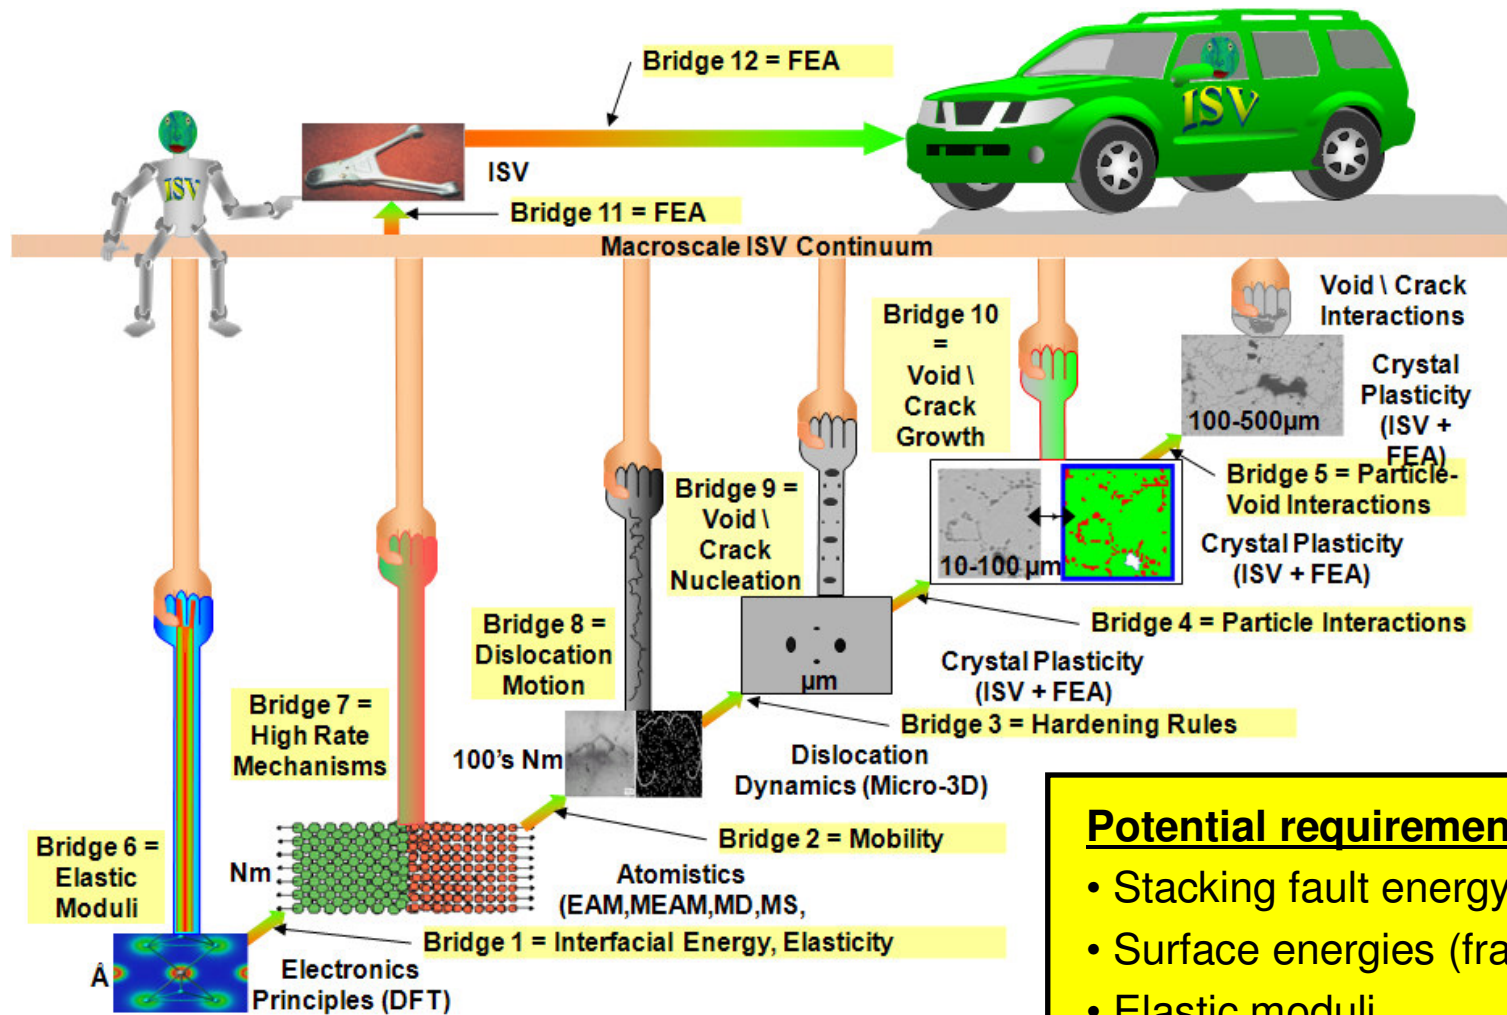 Bridge 12 = FEA
ISV
ISV
ISV
Bridge 11 = FEA
Macroscale ISV Continuum
Void \ Crack
Interactions
Bridge 10
=
Void \
Crack
Growth
Crystal
Plasticity
(ISV +
FEA)
100-500µm
Bridge 5 = Particle-
Void Interactions
Bridge 9 =
Void \
Crack
Nucleation
10-100 µm
Crystal Plasticity
(ISV + FEA)
Bridge 4 = Particle Interactions
Bridge 8 =
Dislocation
Motion
µm
Crystal Plasticity
(ISV + FEA)
Bridge 3 = Hardening Rules
Bridge 7 =
High Rate
Mechanisms
100's Nm
Dislocation
Dynamics (Micro-3D)
Bridge 2 = Mobility
Bridge 6 =
Elastic
Moduli
Nm
Atomistics
(EAM,MEAM,MD,MS,
Bridge 1 = Interfacial Energy, Elasticity
Å
Electronics
Principles (DFT)
Potential requiremen
• Stacking fault energy
• Surface energies (fra
• Elastic moduli